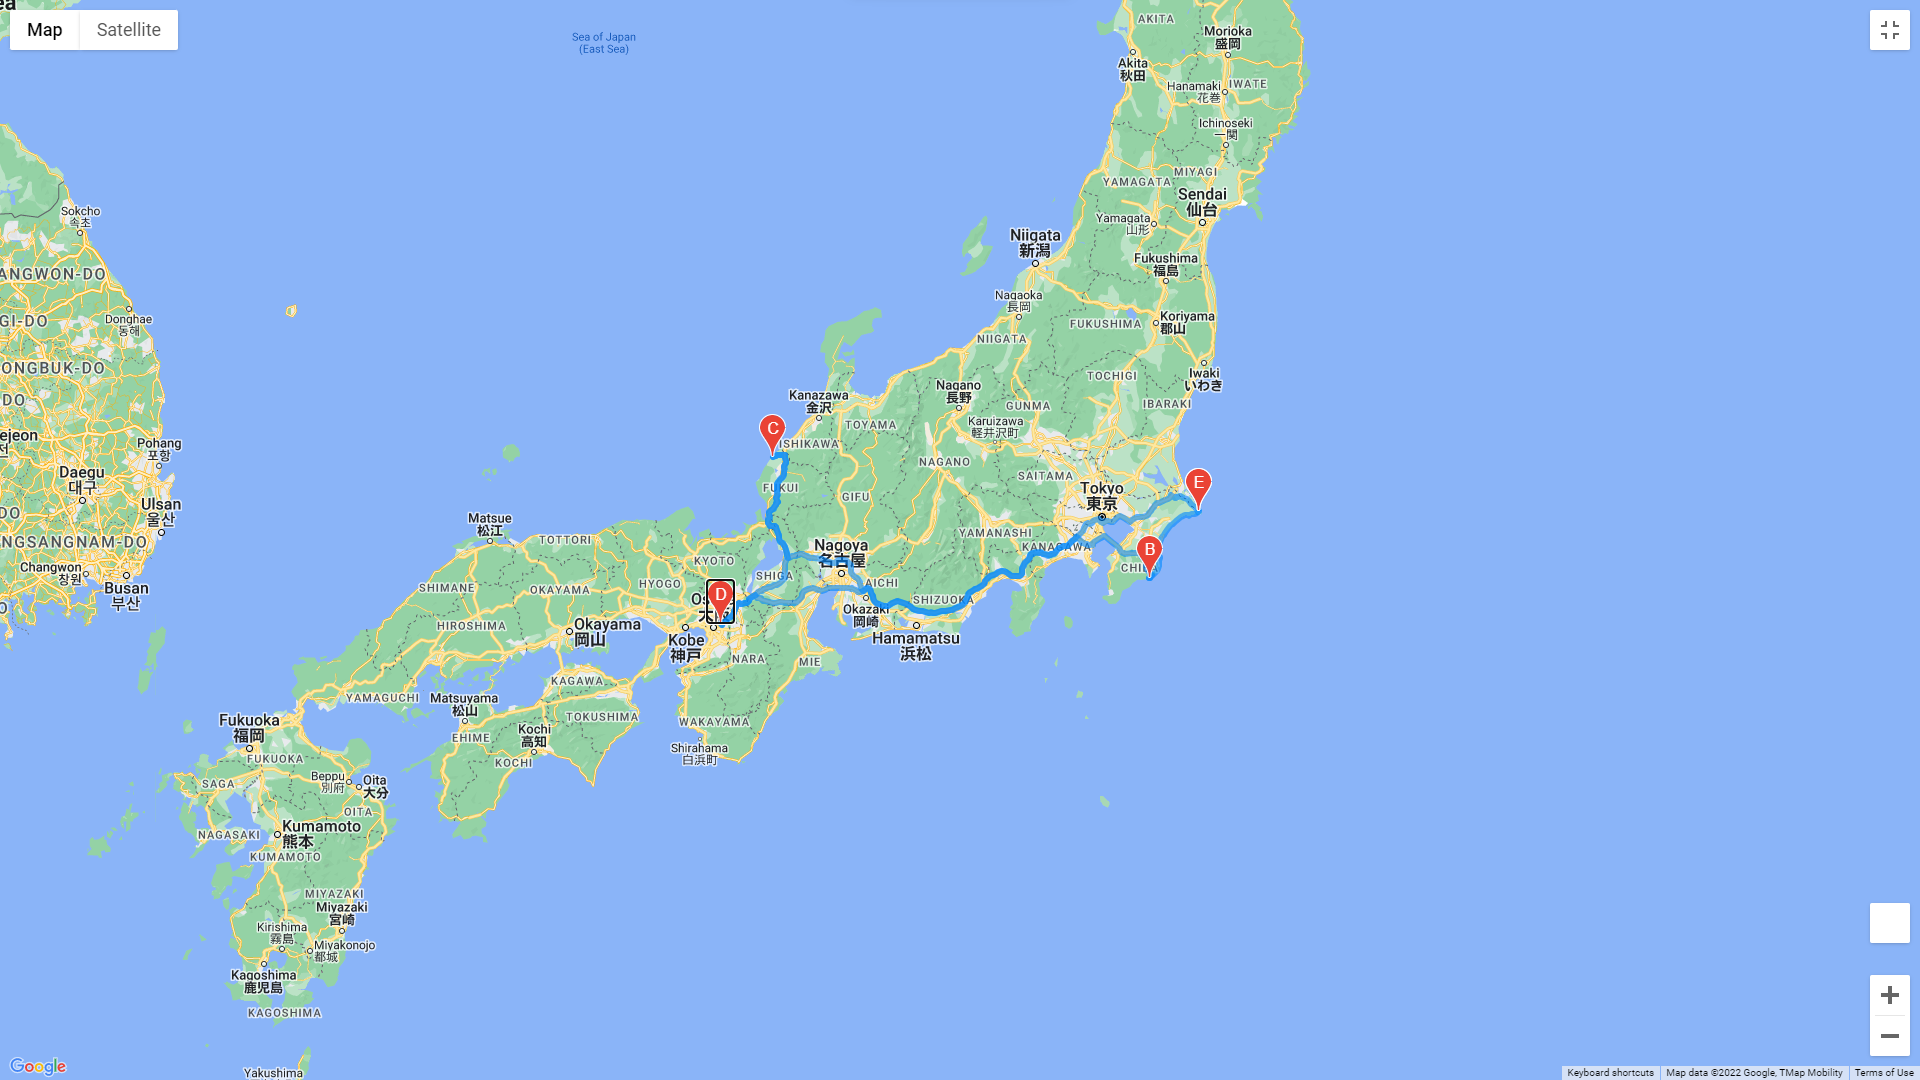 Map
Satellite
Sea of Japan
(East Sea)
AKITA
Morioka
盛岡
Akita
秋田
Hanamaki
花巻
IWATE
Ichinoseki
一関
MIYAGI
YAMAGATA
Sendai
仙台
Sokcho
속초
Yamagata
山形
Niigata
新潟
Fukushima
福島
ANGWON-DO
Nagaoka
長岡
Donghae
동해
GI-DO
Koriyama
郡山
FUKUSHIMA
NIIGATA
ONGBUK-DO
Iwaki
いわき
TOCHIGI
Nagano
長野
Kanazawa
金沢
DO
GUNMA
IBARAKI
Karuizawa
軽井沢町
TOYAMA
C
ejeon
전
ISHIKAWA
Pohang
포항
NAGANO
Daegu
대구
SAITAMA
E
FUKUI
Tokyo
東京
GIFU
Ulsan
울산
DO
Matsue
松江
YAMANASHI
TOTTORI
NGSANGNAM-DO
Nagoya
名古屋
KANAGAWA
B
KYOTO
Changwon
창원
SHIGA
CHIBA
HYOGO
AICHI
Busan
부산
SHIMANE
OKAYAMA
D
SHIZUOKA
Okazaki
岡崎
HIROSHIMA
Okayama
岡山
Kobe
神戸
Hamamatsu
浜松
NARA
MIE
KAGAWA
YAMAGUCHI
Matsuyama
松山
TOKUSHIMA
WAKAYAMA
Fukuoka
福岡
Kochi
高知
EHIME
Shirahama
白浜町
FUKUOKA
KOCHI
SAGA
Beppu
別府
Oita
大分
OITA
NAGASAKI
Kumamoto
熊本
KUMAMOTO
MIYAZAKI
Miyazaki
宮崎
Kirishima
霧島
Miyakonojo
都城
Kagoshima
鹿児島
KAGOSHIMA
Yakushima
Google
Keyboard shortcuts
Map data ©2022 Google, TMap Mobility
Terms of Use